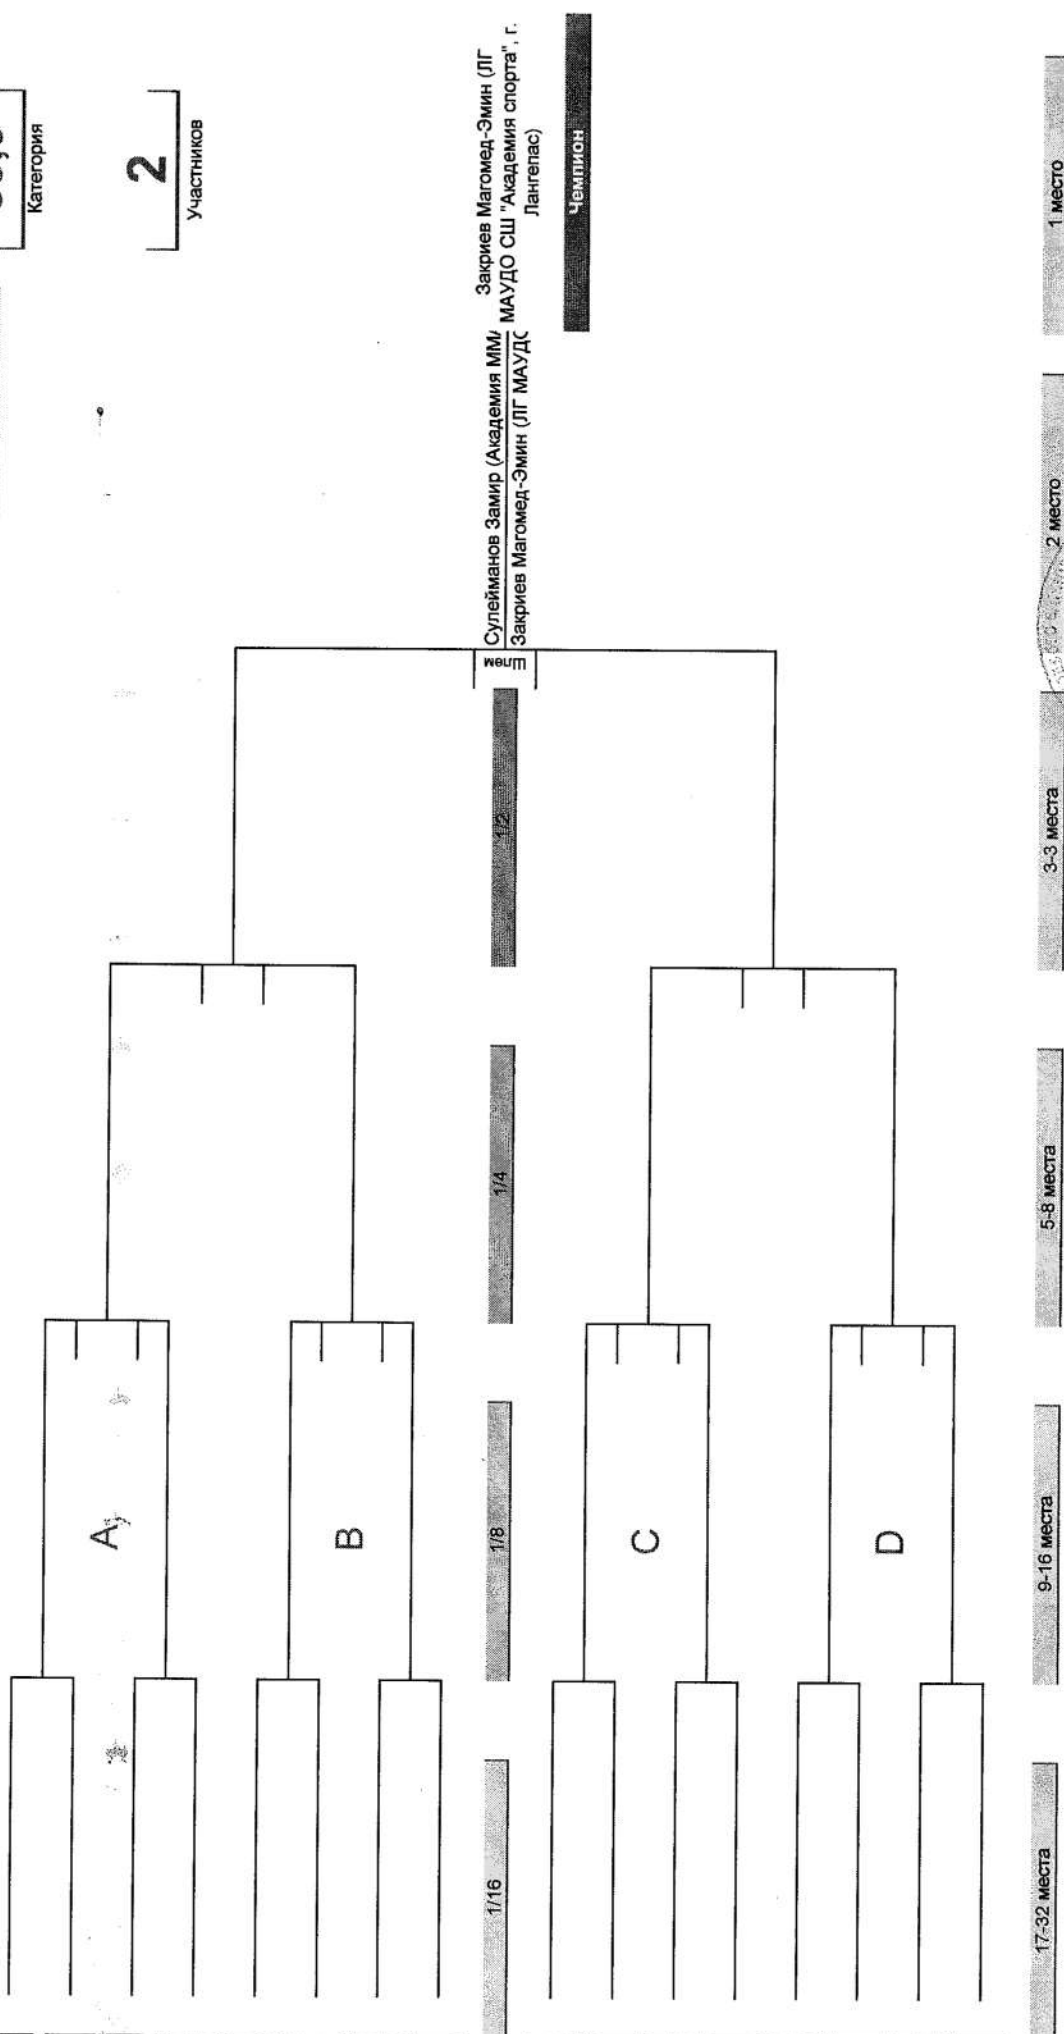 Категория
2
Участников
Сулейманов Замир (Академия ММА
Закриев Магомед-Эмин (ЛГ МАУДО
Закриев Магомед-Эмин (ЛГ
МАУДО СШ "Академия спорта", г.
Лангепас)
Шлем
Чемпион
A
B
1/16
1/8
1/4
1/2
C
D
17-32 места
9-16 места
5-8 места
3-3 места
2 место
1 место